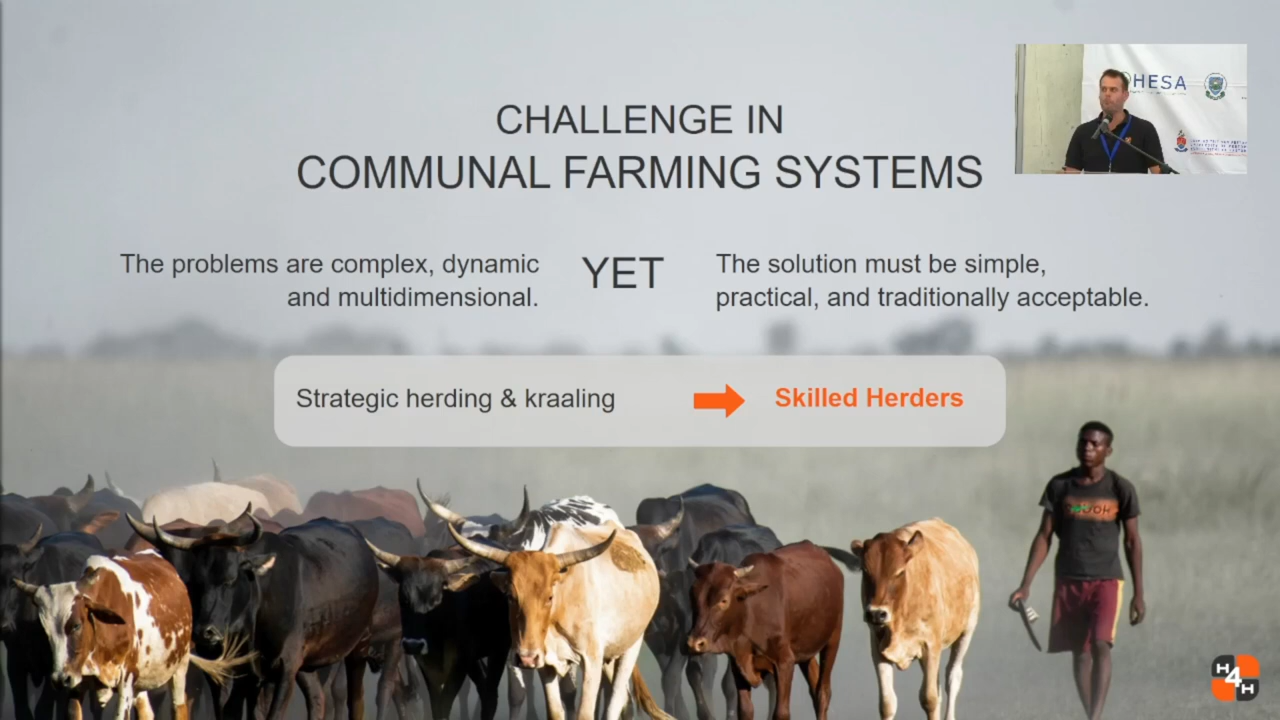 CHALLENGE IN
COMMUNAL FARMING SYSTEMS
The problems are complex, dynamic
and multidimensional.
YET
The solution must be simple,
practical, and traditionally acceptable.
Strategic herding & kraaling
Skilled Herders
HESA
H4H